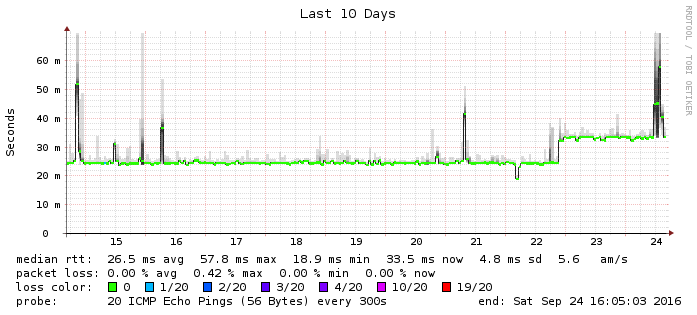 Last 10 Days
RRDTOOL / TOBI OETIKER
Seconds
60 m
50 m
40 m
30 m
20 m
10 m
0
15 16 17 18 19 20 21 22 23 24
median rtt: 26.5 ms avg 57.8 ms max 18.9 ms min 33.5 ms now 4.8 ms sd 5.6 am/s
packet loss: 0.00 % avg 0.42 % max 0.00 % min 0.00 % now
loss color: 0 1/20 2/20 3/20 4/20 10/20 19/20
probe: 20 ICMP Echo Pings (56 Bytes) every 300s end: Sat Sep 24 16:05:03 2016